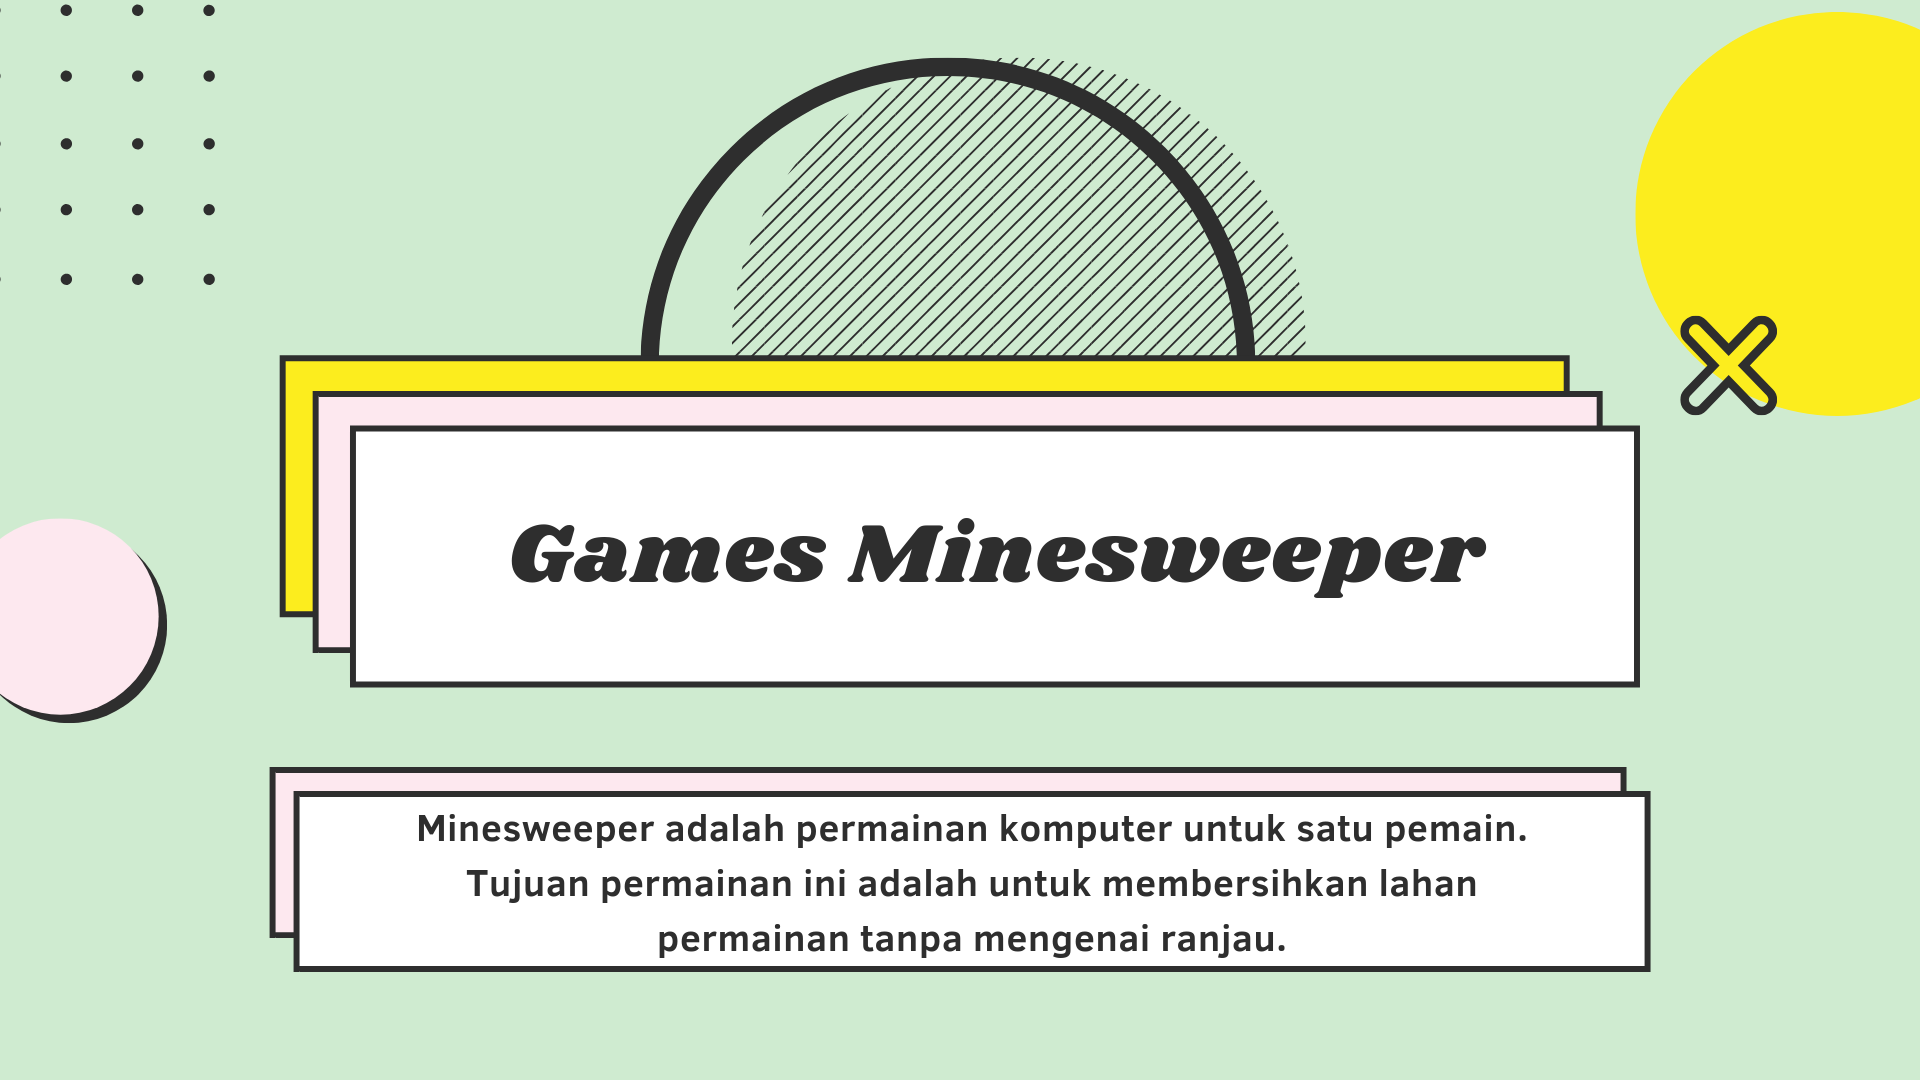 Games Minesweeper
Minesweeper adalah permainan komputer untuk satu pemain.
Tujuan permainan ini adalah untuk membersihkan lahan
permainan tanpa mengenai ranjau.